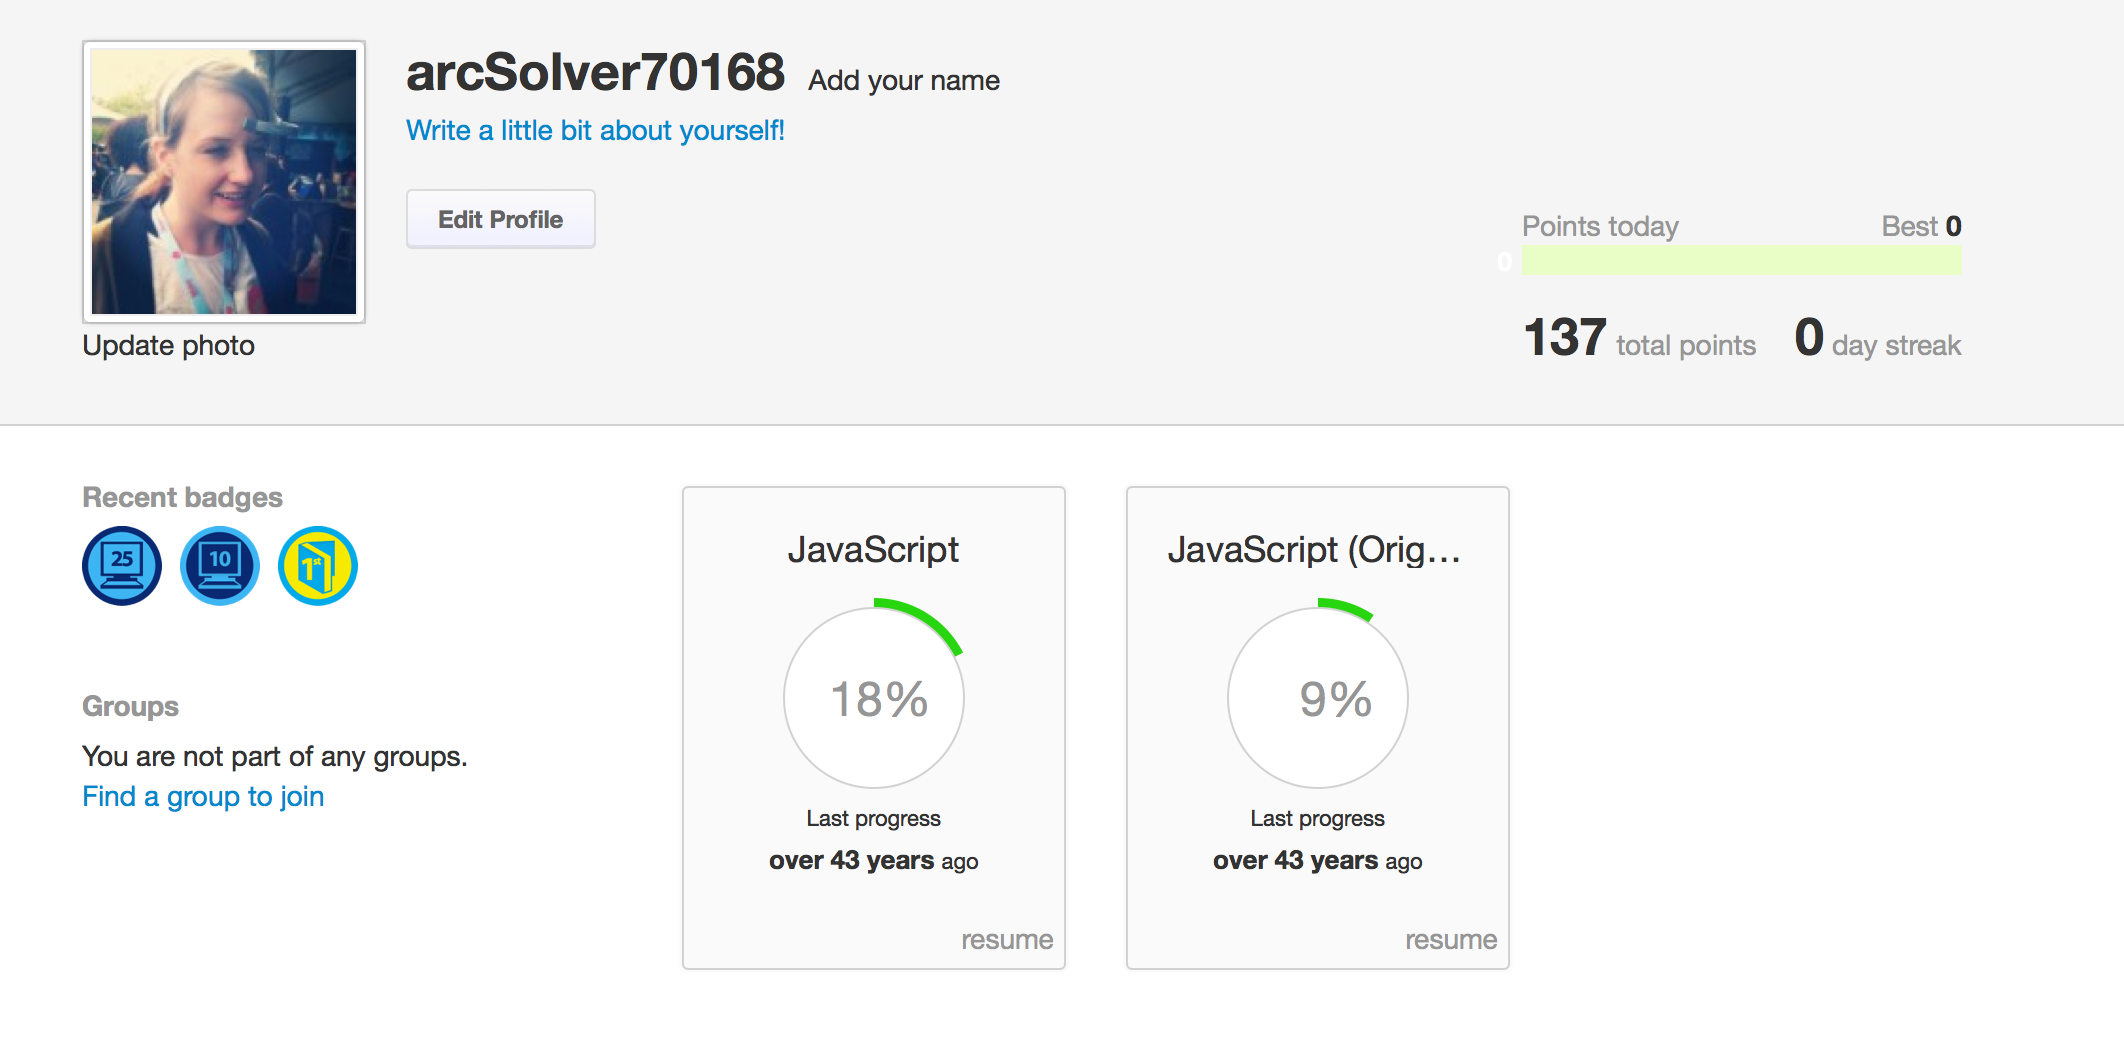 arcSolver70168 Add your name
Write a little bit about yourself!
Edit Profile
Update photo
Points today Best 0
0
137 total points 0 day streak
Recent badges
25 10 1st
Groups
You are not part of any groups.
Find a group to join
JavaScript
18%
Last progress
over 43 years ago
resume
JavaScript (Orig...
9%
Last progress
over 43 years ago
resume